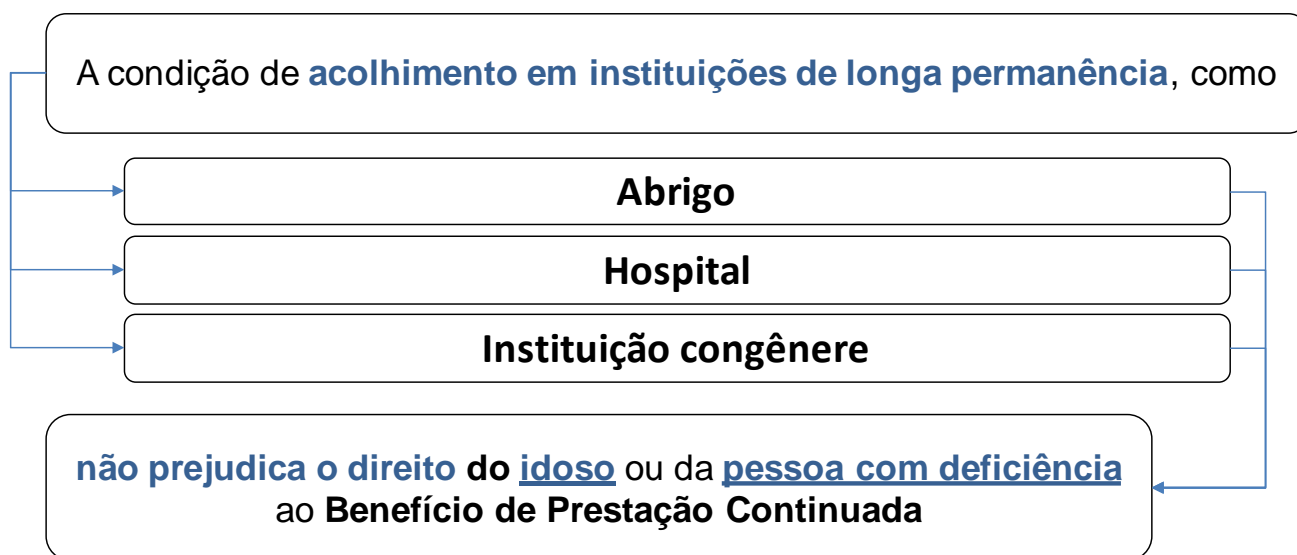 A condição de acolhimento em instituições de longa permanência, como
Abrigo
Hospital
Instituição congênere
não prejudica o direito do idoso ou da pessoa com deficiência
ao Benefício de Prestação Continuada